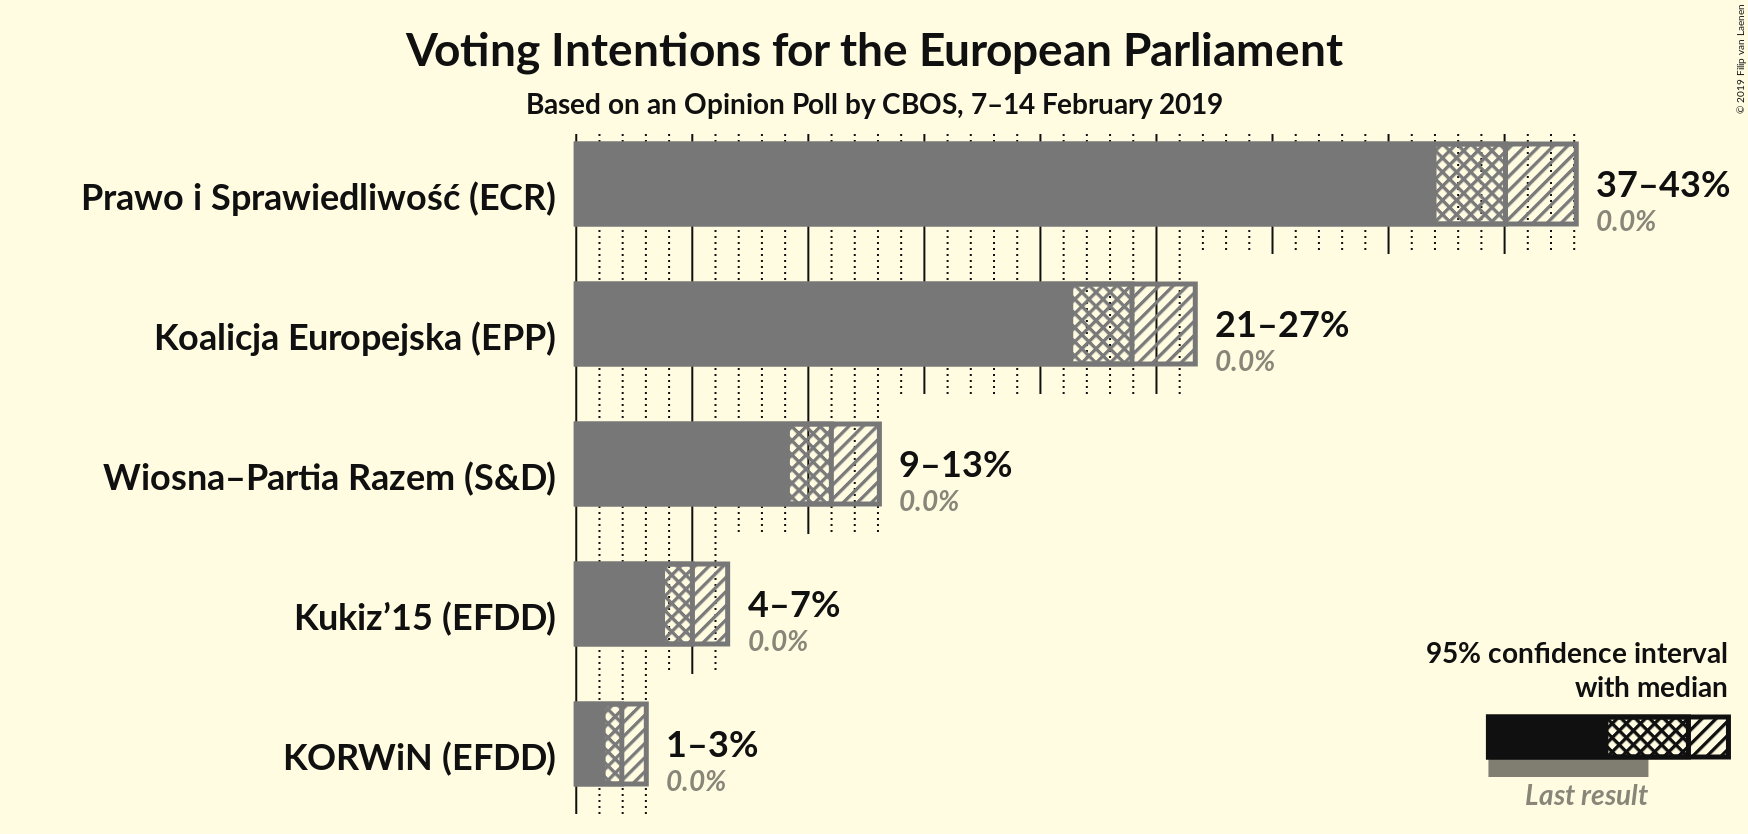 Voting Intentions for the European Parliament
Based on an Opinion Poll by CBOS, 7–14 February 2019
© 2019 Filip van Laenen
Prawo i Sprawiedliwość (ECR)
37–43%
0.0%
Koalicja Europejska (EPP)
21–27%
0.0%
Wiosna–Partia Razem (S&D)
9–13%
0.0%
Kukiz’15 (EFDD)
4–7%
0.0%
KORWiN (EFDD)
1–3%
0.0%
95% confidence interval
with median
Last result